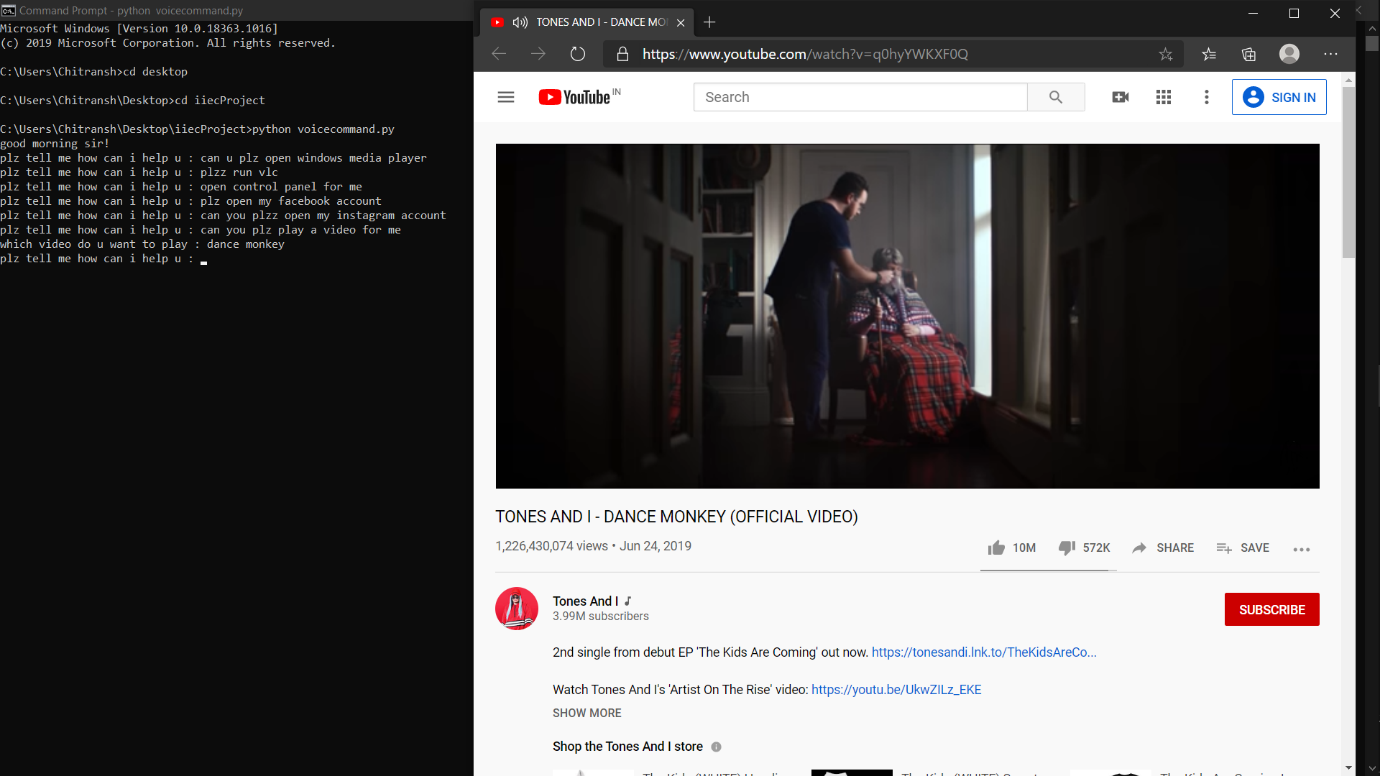 Command Prompt - python voicecommand.py
Microsoft Windows [Version 10.0.18363.1016]
(c) 2019 Microsoft Corporation. All rights reserved.
C:\Users\Chitransh>cd desktop
C:\Users\Chitransh\Desktop>cd iiecProject
C:\Users\Chitransh\Desktop\iiecProject>python voicecommand.py
good morning sir!
plz tell me how can i help u : can u plz open windows media player
plz tell me how can i help u : plzz run vlc
plz tell me how can i help u : open control panel for me
plz tell me how can i help u : plz open my facebook account
plz tell me how can i help u : can you plzz open my instagram account
plz tell me how can i help u : can you plz play a video for me
which video do u want to play : dance monkey
plz tell me how can i help u :
TONES AND I - DANCE MO
https://www.youtube.com/watch?v=q0hyYWKXF0Q
YouTube IN
Search
SIGN IN
TONES AND I - DANCE MONKEY (OFFICIAL VIDEO)
1,226,430,074 views • Jun 24, 2019
10M 572K SHARE SAVE
Tones And I
3.99M subscribers
SUBSCRIBE
2nd single from debut EP 'The Kids Are Coming' out now. https://tonesandi.lnk.to/TheKidsAreCo...
Watch Tones And I's 'Artist On The Rise' video: https://youtu.be/UkwZILz_EKE
SHOW MORE
Shop the Tones And I store